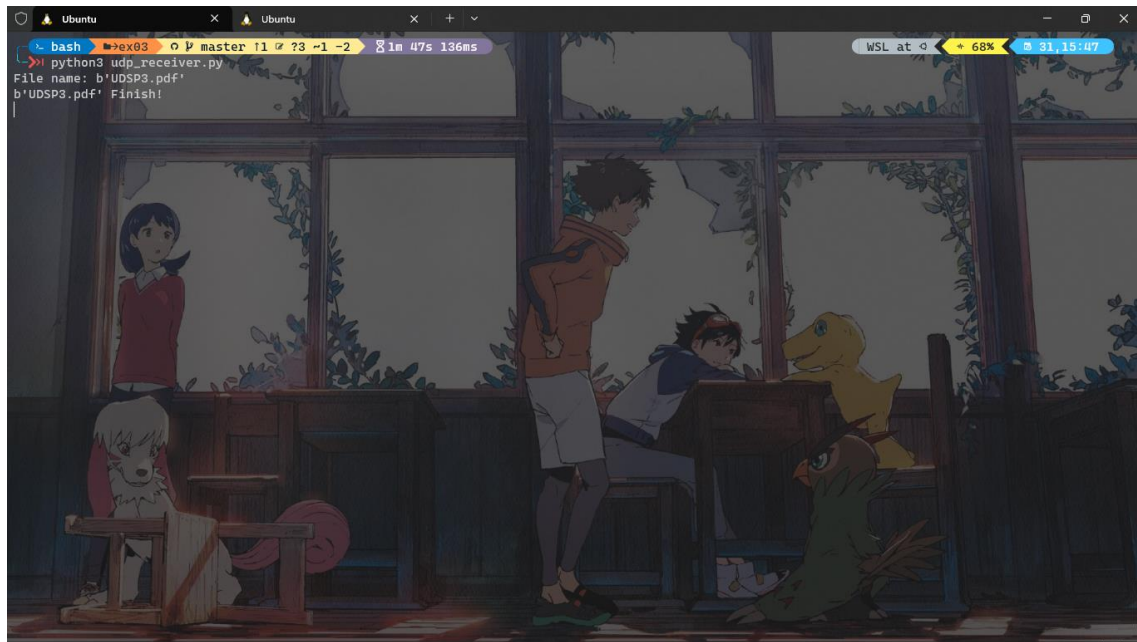 Ubuntu Ubuntu
bash ex03 master ↑1 ?3 ~1 -2 1m 47s 136ms WSL at 68% 31,15:47
python3 udp_receiver.py
File name: b'UDSP3.pdf'
b'UDSP3.pdf' Finish!